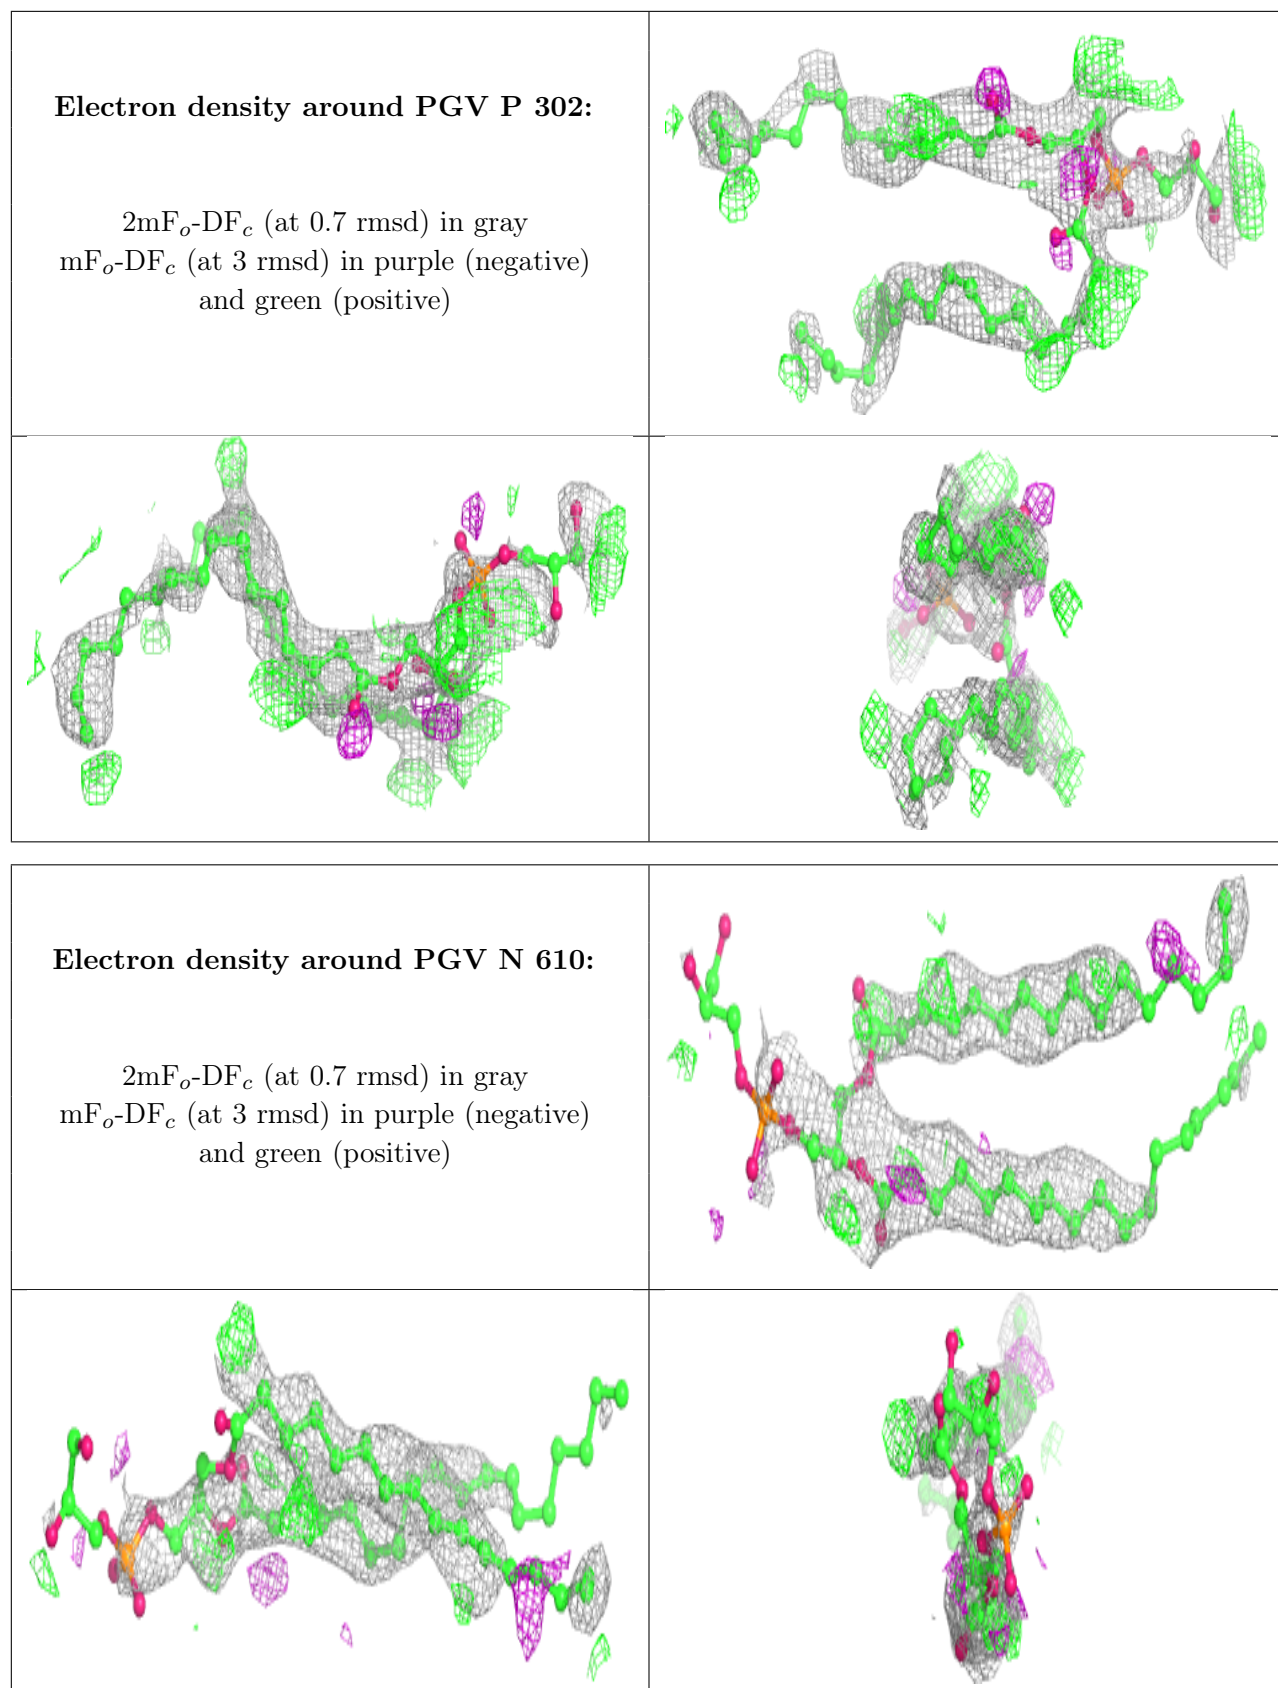 Electron density around PGV P 302:
2mFo-DFc (at 0.7 rmsd) in gray
mFo-DFc (at 3 rmsd) in purple (negative)
and green (positive)
Electron density around PGV N 610:
2mFo-DFc (at 0.7 rmsd) in gray
mFo-DFc (at 3 rmsd) in purple (negative)
and green (positive)